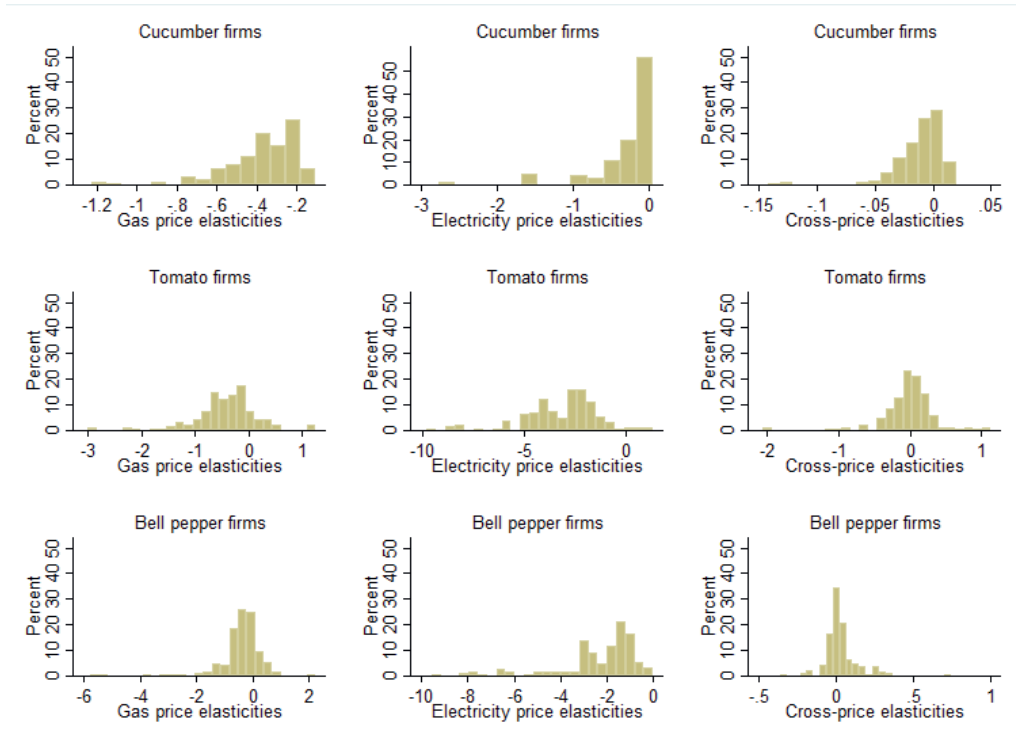 Cucumber firms
Percent
0 10 20 30 40 50
-1.2 -1 -.8 -.6 -.4 -.2
Gas price elasticities
Cucumber firms
Percent
0 10 20 30 40 50
-3 -2 -1 0
Electricity price elasticities
Cucumber firms
Percent
0 10 20 30 40 50
-.15 -.1 -.05 0 .05
Cross-price elasticities
Tomato firms
Percent
0 10 20 30 40 50
-3 -2 -1 0 1
Gas price elasticities
Tomato firms
Percent
0 10 20 30 40 50
-10 -5 0
Electricity price elasticities
Tomato firms
Percent
0 10 20 30 40 50
-2 -1 0 1
Cross-price elasticities
Bell pepper firms
Percent
0 10 20 30 40 50
-6 -4 -2 0 2
Gas price elasticities
Bell pepper firms
Percent
0 10 20 30 40 50
-10 -8 -6 -4 -2 0
Electricity price elasticities
Bell pepper firms
Percent
0 10 20 30 40 50
-.5 0 .5 1
Cross-price elasticities